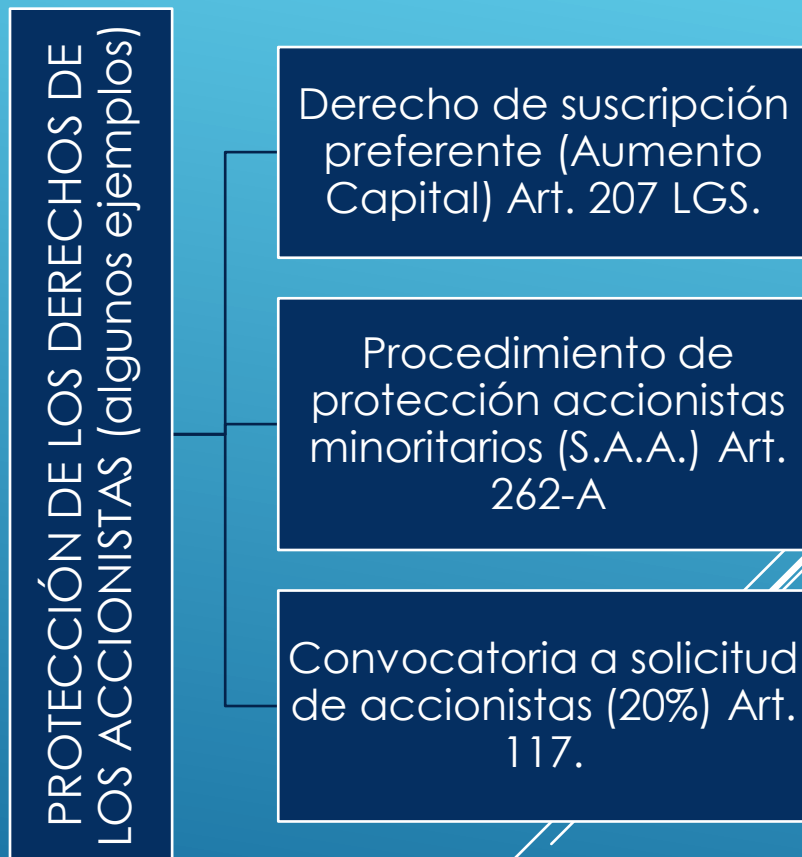 PROTECCIÓN DE LOS DERECHOS DE
LOS ACCIONISTAS (algunos ejemplos)
Derecho de suscripción
preferente (Aumento
Capital) Art. 207 LGS.
Procedimiento de
protección accionistas
minoritarios (S.A.A.) Art.
262-A
Convocatoria a solicitud
de accionistas (20%) Art.
117.